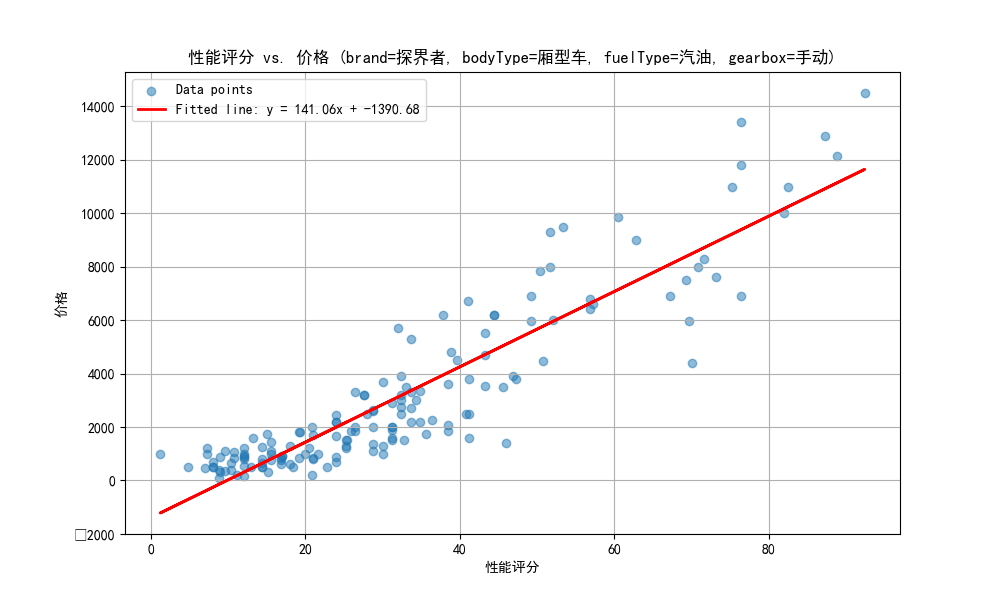 性能评分 vs. 价格 (brand=探界者, bodyType=厢型车, fuelType=汽油, gearbox=手动)
Data points
Fitted line: y = 141.06x + -1390.68
14000
12000
10000
8000
6000
4000
2000
0
□2000
价格
0 20 40 60 80
性能评分